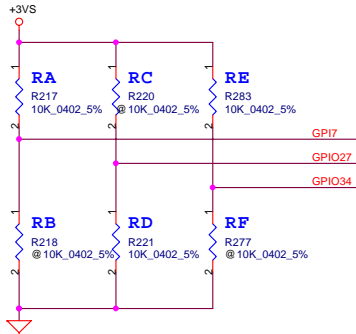 +3VS
1 1 1
RA RC RE
R217 R220 R283
10K_0402_5% @10K_0402_5% 10K_0402_5%
2 2 2
GPI7
GPIO27
GPIO34
1 1 1
RB RD RF
R218 R221 R277
@10K_0402_5% 10K_0402_5% @10K_0402_5%
2 2 2